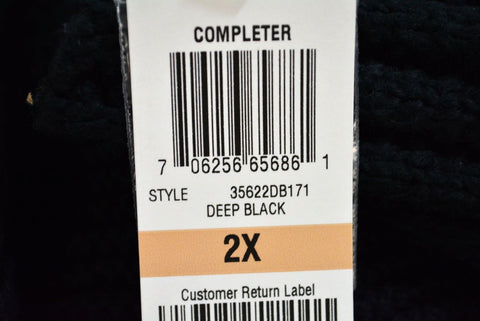 COMPLETER
7 06256 65686 1
STYLE 35622DB171
DEEP BLACK
2X
Customer Return Label